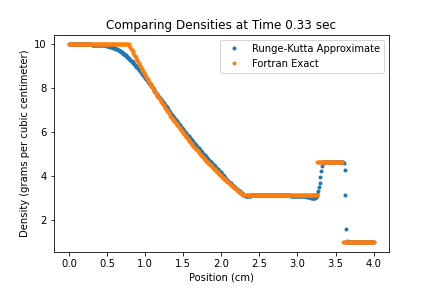 Comparing Densities at Time 0.33 sec
Runge-Kutta Approximate
Fortran Exact
Density (grams per cubic centimeter)
10
8
6
4
2
0.0 0.5 1.0 1.5 2.0 2.5 3.0 3.5 4.0
Position (cm)